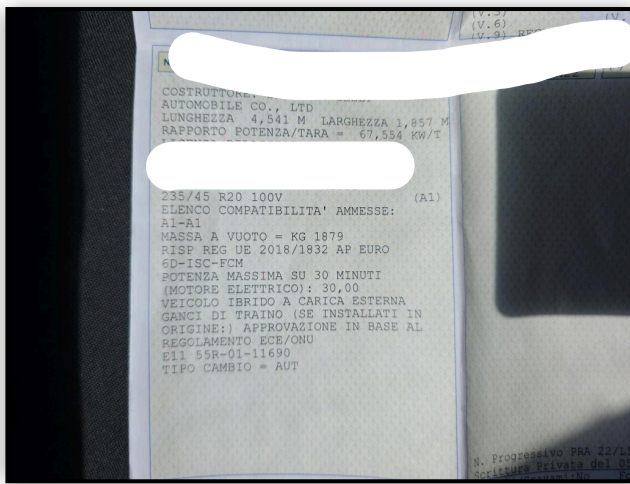 (V.5)
(V.6)
(V.9)
COSTRUTTORE:
AUTOMOBILE CO., LTD
LUNGHEZZA 4,541 M LARGHEZZA 1,857 M
RAPPORTO POTENZA/TARA = 67,554 KW/T
235/45 R20 100V (A1)
ELENCO COMPATIBILITA' AMMESSE:
A1-A1
MASSA A VUOTO = KG 1879
RISP REG UE 2018/1832 AP EURO
6D-ISC-FCM
POTENZA MASSIMA SU 30 MINUTI
(MOTORE ELETTRICO): 30,00
VEICOLO IBRIDO A CARICA ESTERNA
GANCI DI TRAINO (SE INSTALLATI IN
ORIGINE:) APPROVAZIONE IN BASE AL
REGOLAMENTO ECE/ONU
E11 55R-01-11690
TIPO CAMBIO = AUT
N. Progressivo PRA 22/
Scrittura Privata del